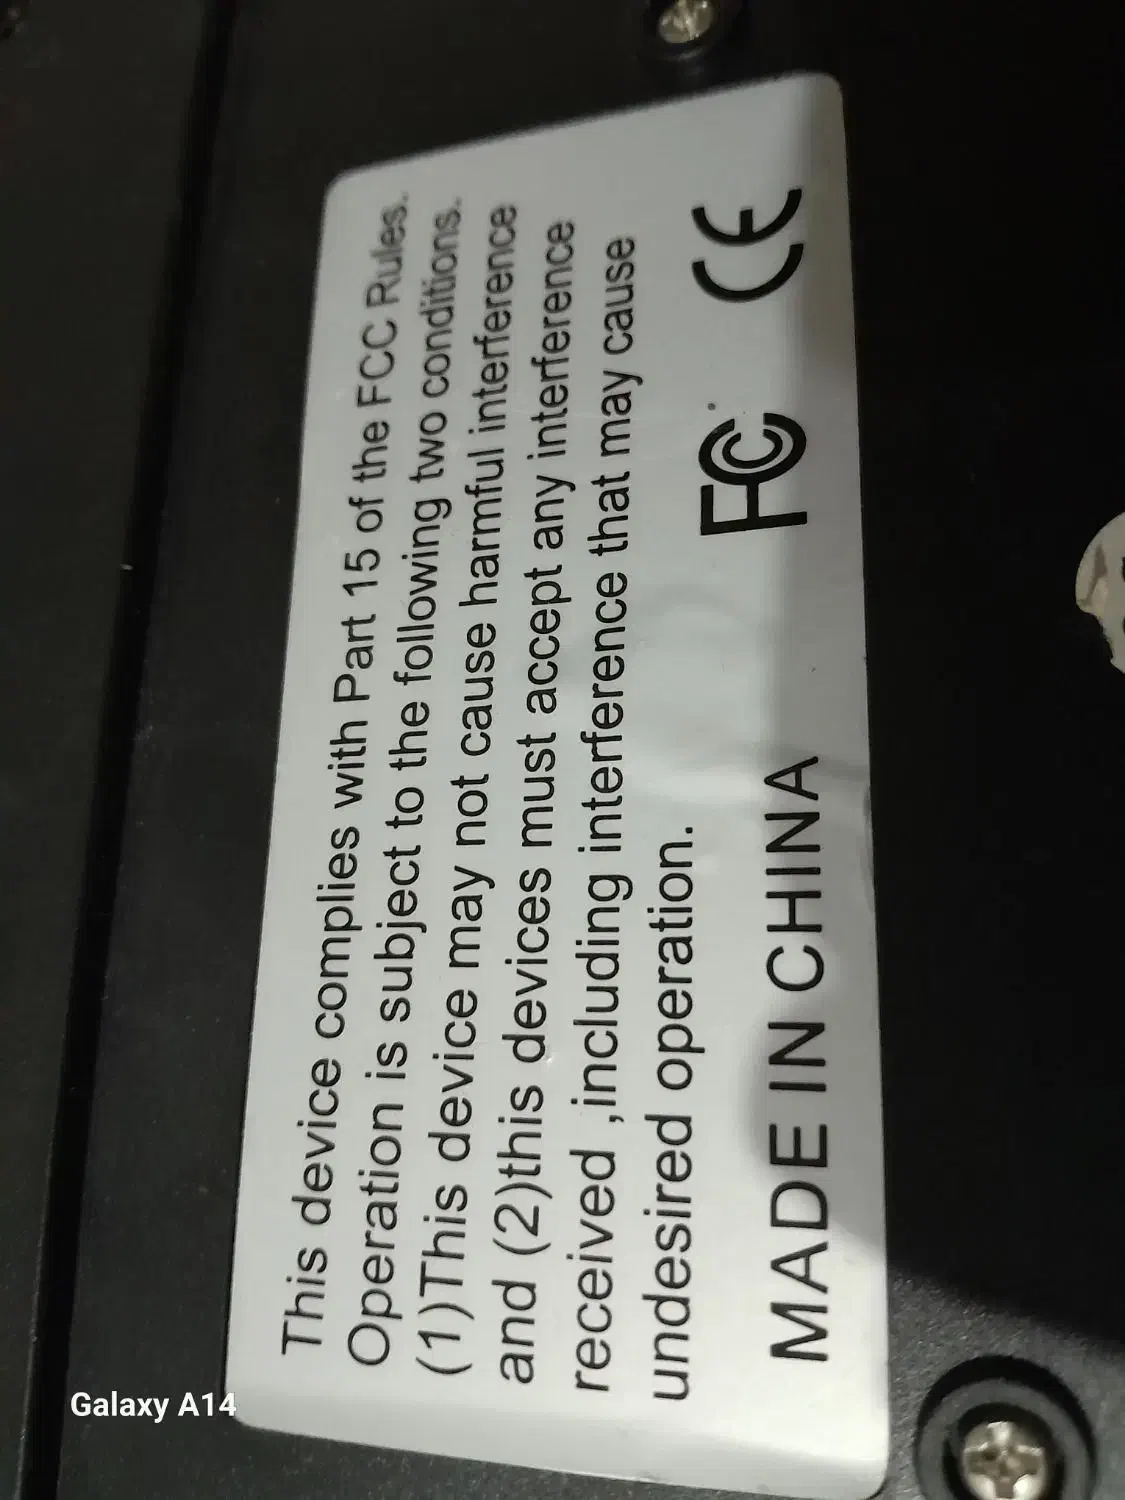 This device complies with Part 15 of the FCC Rules.
Operation is subject to the following two conditions.
(1)This device may not cause harmful interference
and (2)this devices must accept any interference
received ,including interference that may cause
undesired operation.
MADE IN CHINA FC CE
Galaxy A14